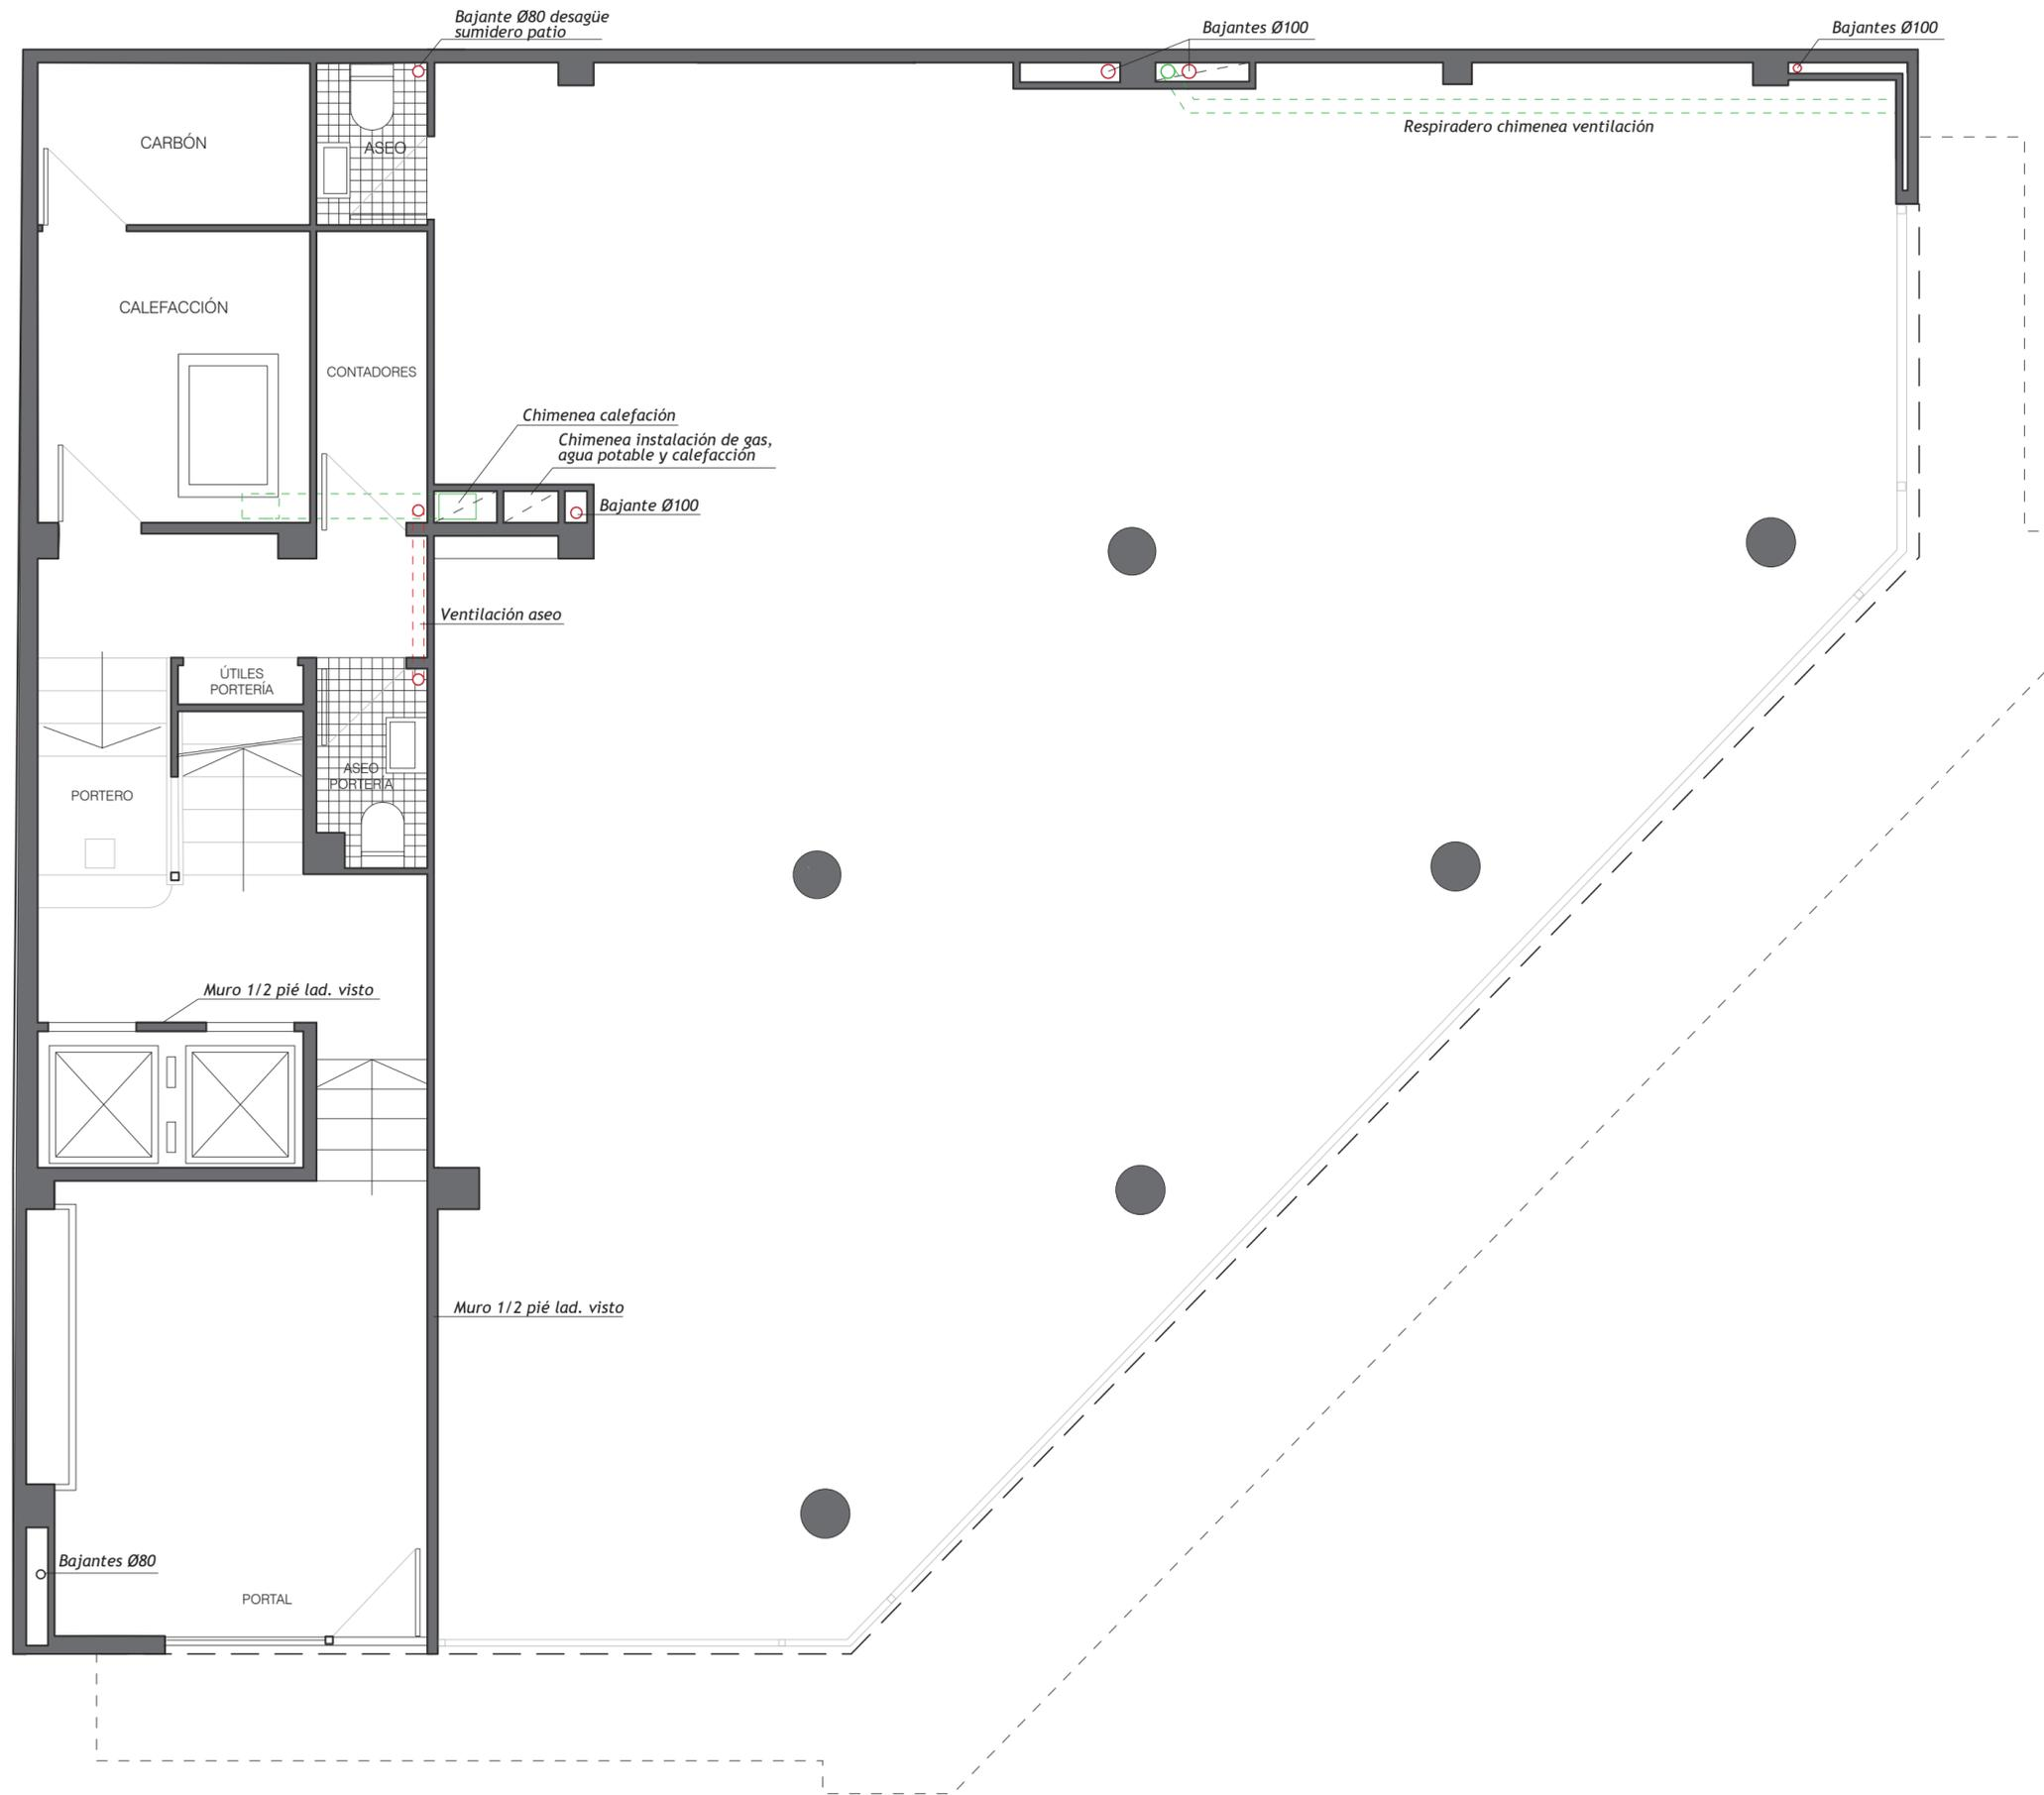 Bajante Ø80 desagüe
sumidero patio
Bajantes Ø100
Bajantes Ø100
CARBÓN
ASEO
Respiradero chimenea ventilación
CALEFACCIÓN
CONTADORES
Chimenea calefación
Chimenea instalación de gas,
agua potable y calefacción
Bajante Ø100
Ventilación aseo
ÚTILES
PORTERÍA
ASEO
PORTERÍA
PORTERO
Muro 1/2 pié lad. visto
Muro 1/2 pié lad. visto
Bajantes Ø80
PORTAL